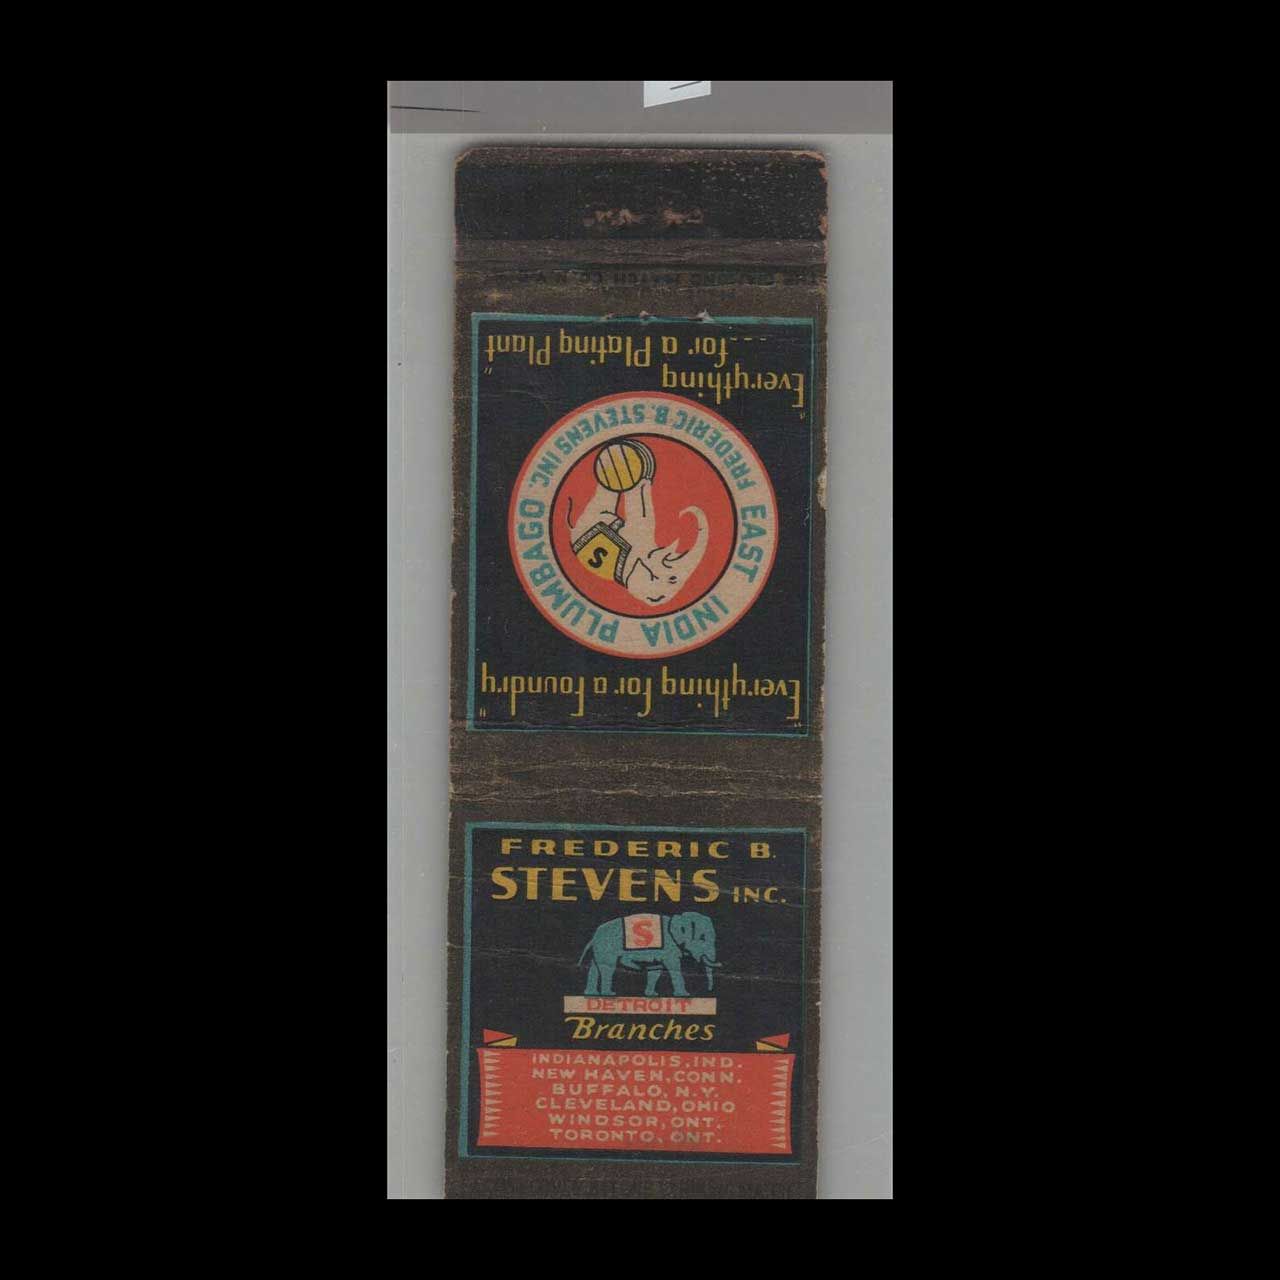 "Everything for a Foundry"
EAST INDIA PLUMBAGO
FREDERIC B. STEVENS INC.
S
"Everything
....for a Plating Plant"
FREDERIC B.
STEVENS INC.
S
DETROIT
Branches
INDIANAPOLIS, IND.
NEW HAVEN, CONN.
BUFFALO, N.Y.
CLEVELAND, OHIO
WINDSOR, ONT.
TORONTO, ONT.